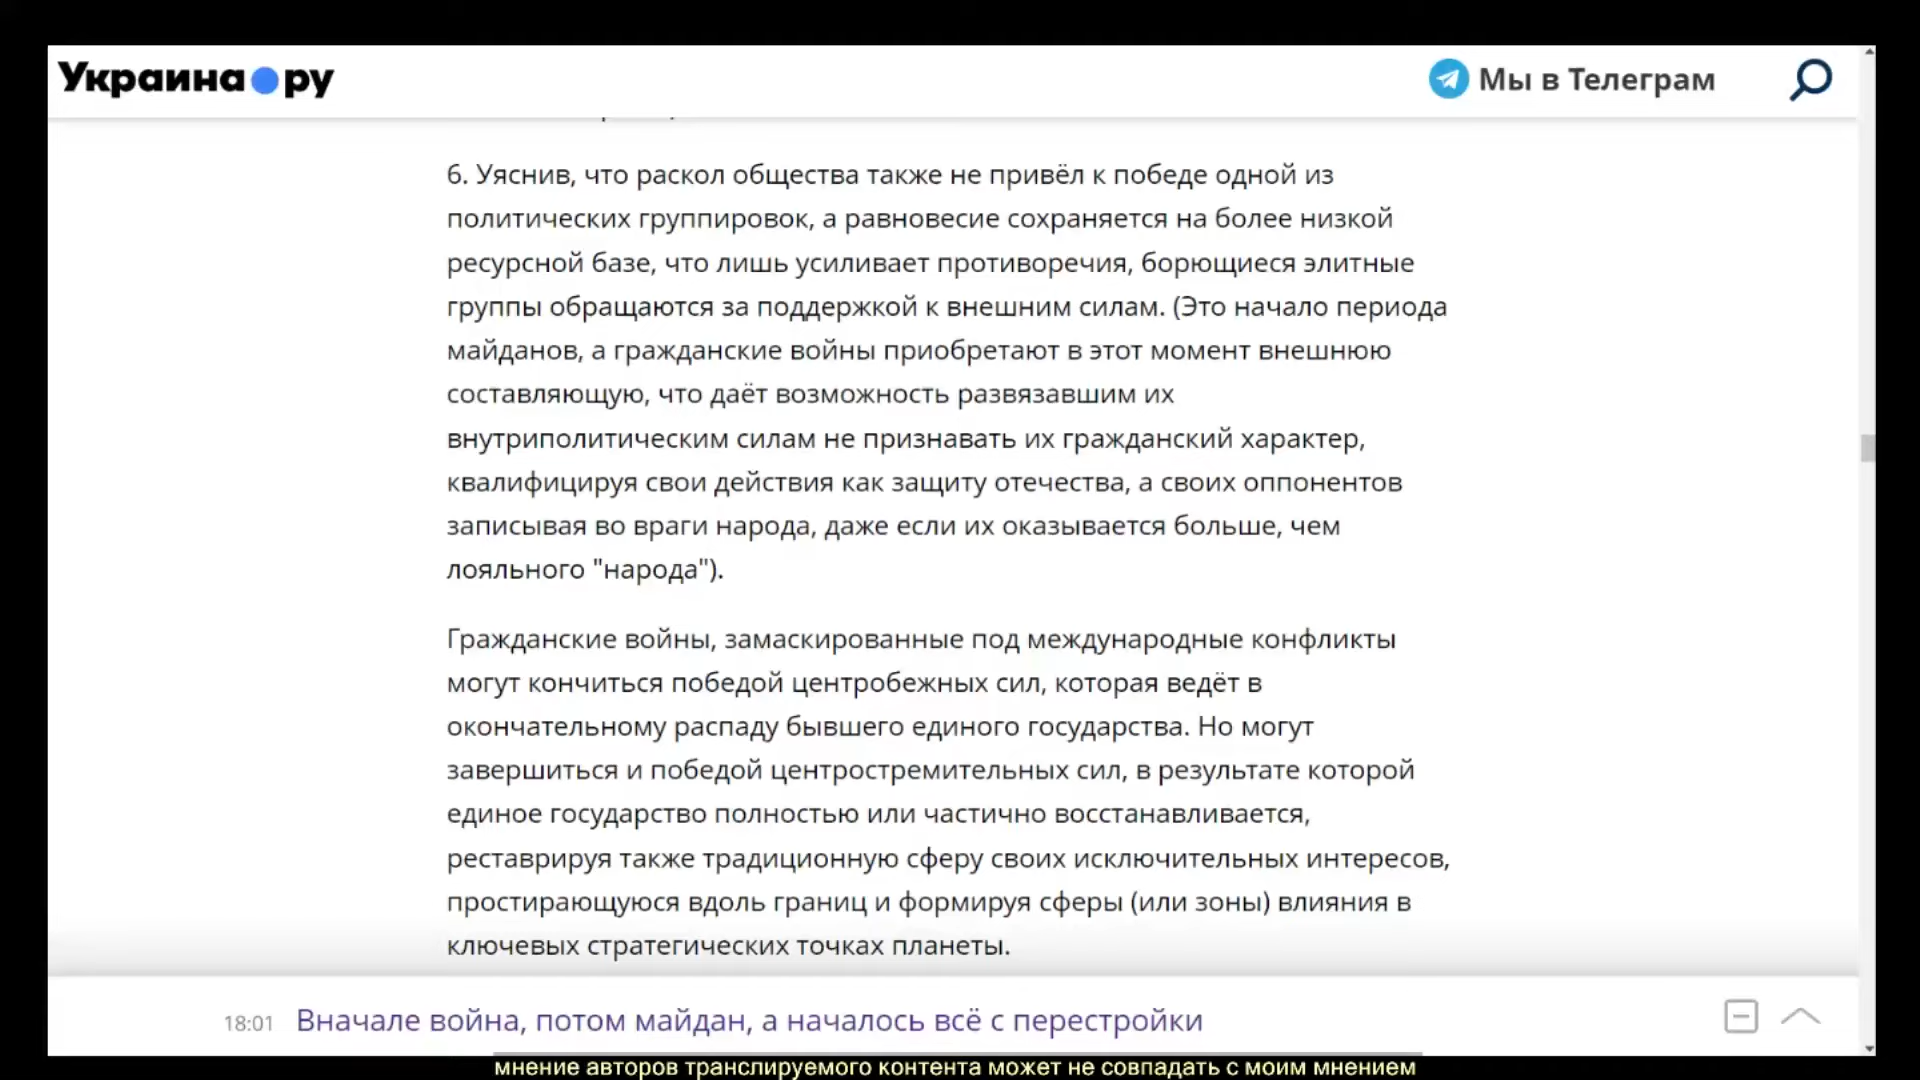 Украина.ру
Мы в Телеграм
6. Уяснив, что раскол общества также не привёл к победе одной из
политических группировок, а равновесие сохраняется на более низкой
ресурсной базе, что лишь усиливает противоречия, борющиеся элитные
группы обращаются за поддержкой к внешним силам. (Это начало периода
майданов, а гражданские войны приобретают в этот момент внешнюю
составляющую, что даёт возможность развязавшим их
внутриполитическим силам не признавать их гражданский характер,
квалифицируя свои действия как защиту отечества, а своих оппонентов
записывая во враги народа, даже если их оказывается больше, чем
лояльного "народа").
Гражданские войны, замаскированные под международные конфликты
могут кончиться победой центробежных сил, которая ведёт в
окончательному распаду бывшего единого государства. Но могут
завершиться и победой центростремительных сил, в результате которой
единое государство полностью или частично восстанавливается,
реставрируя также традиционную сферу своих исключительных интересов,
простирающуюся вдоль границ и формируя сферы (или зоны) влияния в
ключевых стратегических точках планеты.
18:01 Вначале война, потом майдан, а началось всё с перестройки
мнение авторов транслируемого контента может не совпадать с моим мнением